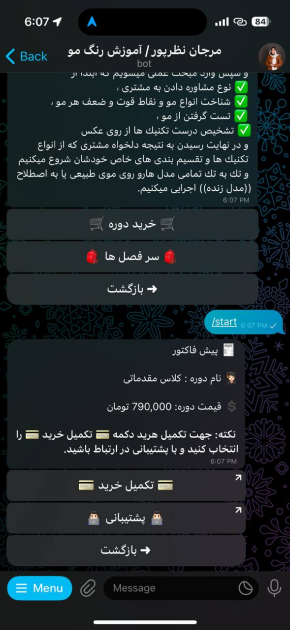 6:07
84
Back
مرجان نظرپور / آموزش رنگ مو
bot
و سپس وارد مبحث عملی میشویم که ابتدا از
✅ نوع مشاوره دادن به مشتری ،
✅ شناخت انواع مو و نقاط قوت و ضعف هر مو ،
✅ تست گرفتن از مو ،
✅ تشخیص درست تکنیک ها از روی عکس
و در نهایت رسیدن به نتیجه دلخواه مشتری که از انواع
تکنیک ها و تقسیم بندی های خاص خودشان شروع میکنیم
و تك به تك تمامی مدل هارو روی موی طبیعی یا به اصطلاح
((مدل زنده)) اجرایی میکنیم.
6:07 PM
🛒 خرید دوره 🛒
🎒 سر فصل ها 🎒
➜ بازگشت
/start 6:07 PM
🧾 پیش فاکتور
نام دوره : کلاس مقدماتی
💲 قیمت دوره: 790,000 تومان
نکته: جهت تکمیل هرید دکمه 💳 تکمیل خرید 💳 را
انتخاب کنید و با پشتیبانی در ارتباط باشید.
6:07 PM
💳 تکمیل خرید 💳
👨‍💻 پشتیبانی 👨‍💻
➜ بازگشت
Menu
Message